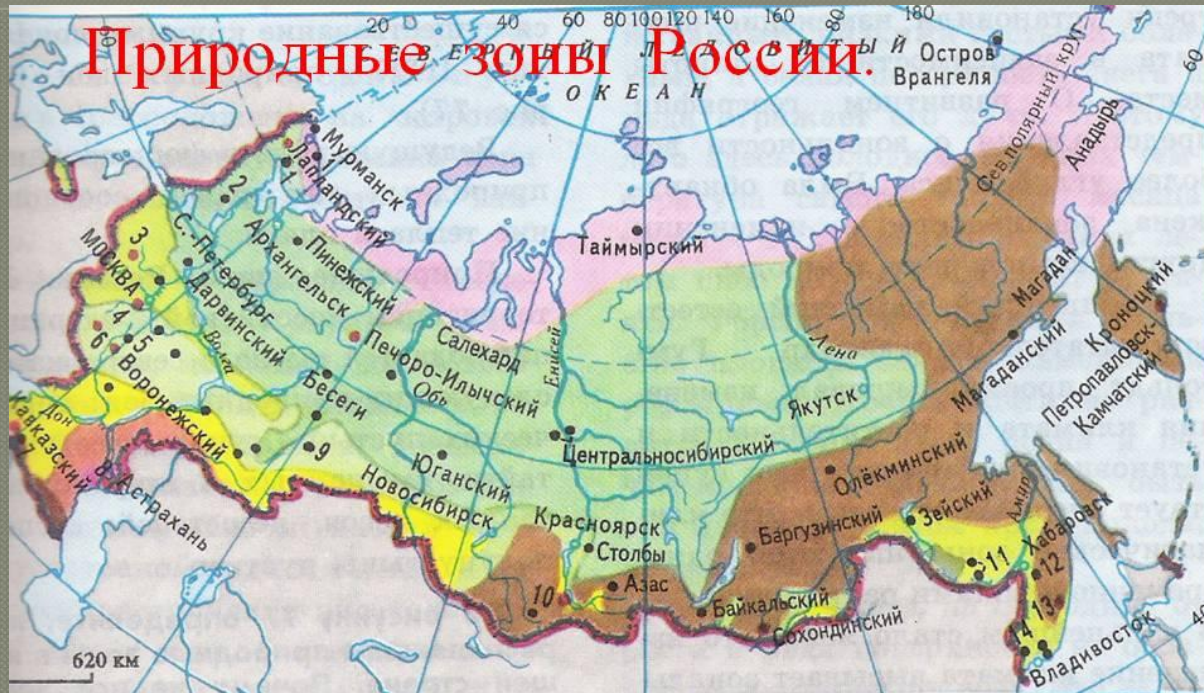 Природные зоны России.
20 40 60 80 100 120 140 160 180
СЕВЕРНЫЙ ЛЕДОВИТЫЙ
ОКЕАН
Остров
Врангеля
Сев. полярный круг
Анадырь
60
80
Мурманск
Лапландский
1
2
С.-Петербург
Архангельск
Пинежский
Таймырский
3
МОСКВА
Дарвинский
Волга
4
5
6
Воронежский
Бесеги
Печоро-Илычский
Салехард
Обь
Енисей
Лена
Магадан
Магаданский
Кроноцкий
Петропавловск-
Камчатский
Якутск
Дон
Кавказский
7
8
Астрахань
9
Юганский
Новосибирск
Центральносибирский
Олёкминский
Красноярск
Столбы
Баргузинский
Зейский
Амур
Хабаровск
10
Азас
Байкальский
Сохондинский
11
12
13
14
Владивосток
620 км